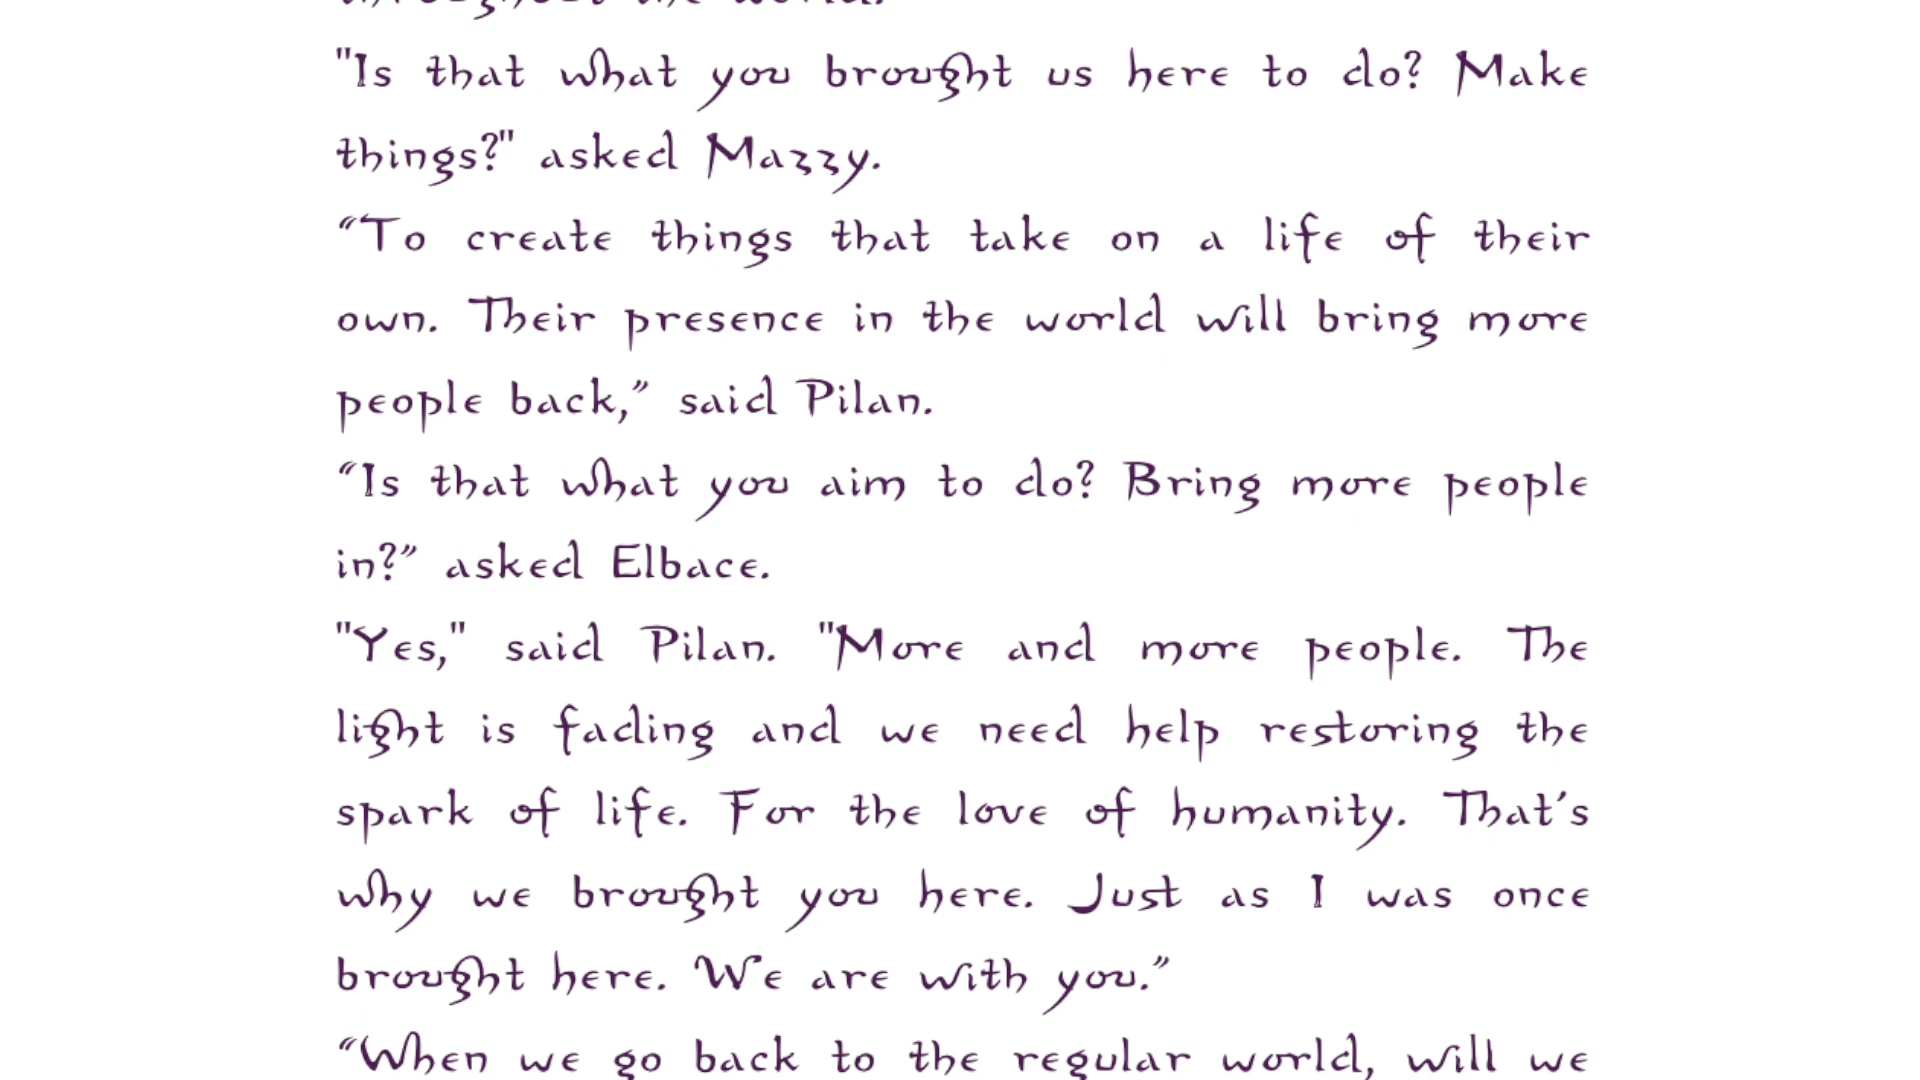 throughout the world.
"Is that what you brought us here to do? Make
things?" asked Mazzy.
“To create things that take on a life of their
own. Their presence in the world will bring more
people back,” said Pilan.
“Is that what you aim to do? Bring more people
in?” asked Elbace.
"Yes," said Pilan. "More and more people. The
light is fading and we need help restoring the
spark of life. For the love of humanity. That's
why we brought you here. Just as I was once
brought here. We are with you.”
“When we go back to the regular world, will we